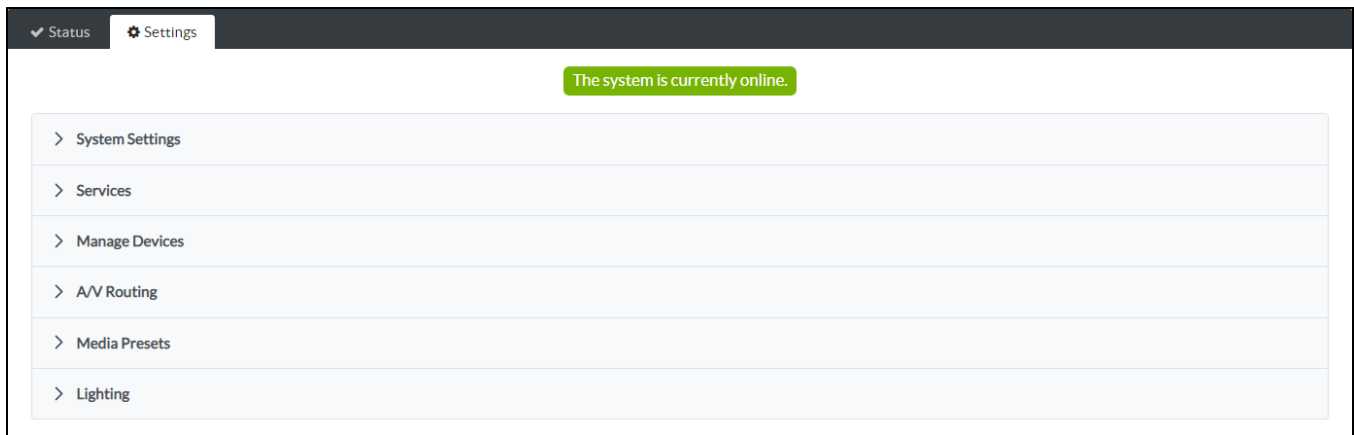 Status
Settings
The system is currently online.
System Settings
Services
Manage Devices
A/V Routing
Media Presets
Lighting